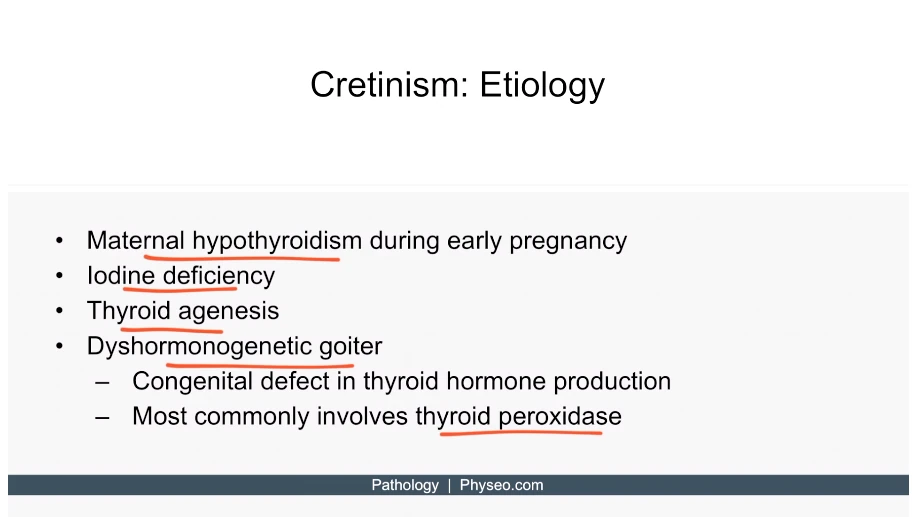 Cretinism: Etiology
• Maternal hypothyroidism during early pregnancy
• Iodine deficiency
• Thyroid agenesis
• Dyshormonogenetic goiter
– Congenital defect in thyroid hormone production
– Most commonly involves thyroid peroxidase
Pathology | Physeo.com